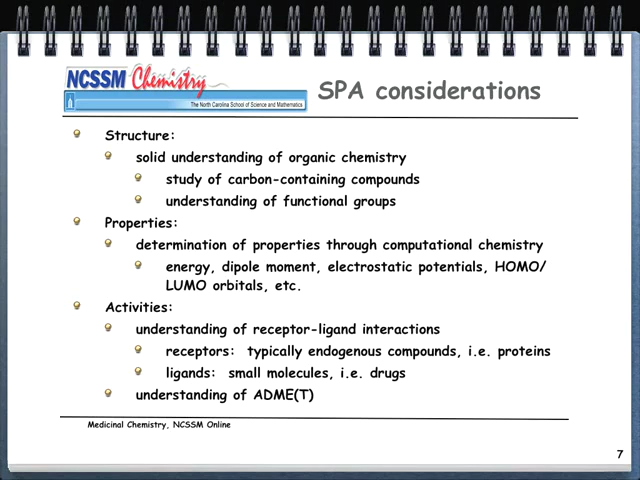 NCSSM Chemistry
The North Carolina School of Science and Mathematics
SPA considerations
Structure:
solid understanding of organic chemistry
study of carbon-containing compounds
understanding of functional groups
Properties:
determination of properties through computational chemistry
energy, dipole moment, electrostatic potentials, HOMO/
LUMO orbitals, etc.
Activities:
understanding of receptor-ligand interactions
receptors: typically endogenous compounds, i.e. proteins
ligands: small molecules, i.e. drugs
understanding of ADME(T)
Medicinal Chemistry, NCSSM Online
7